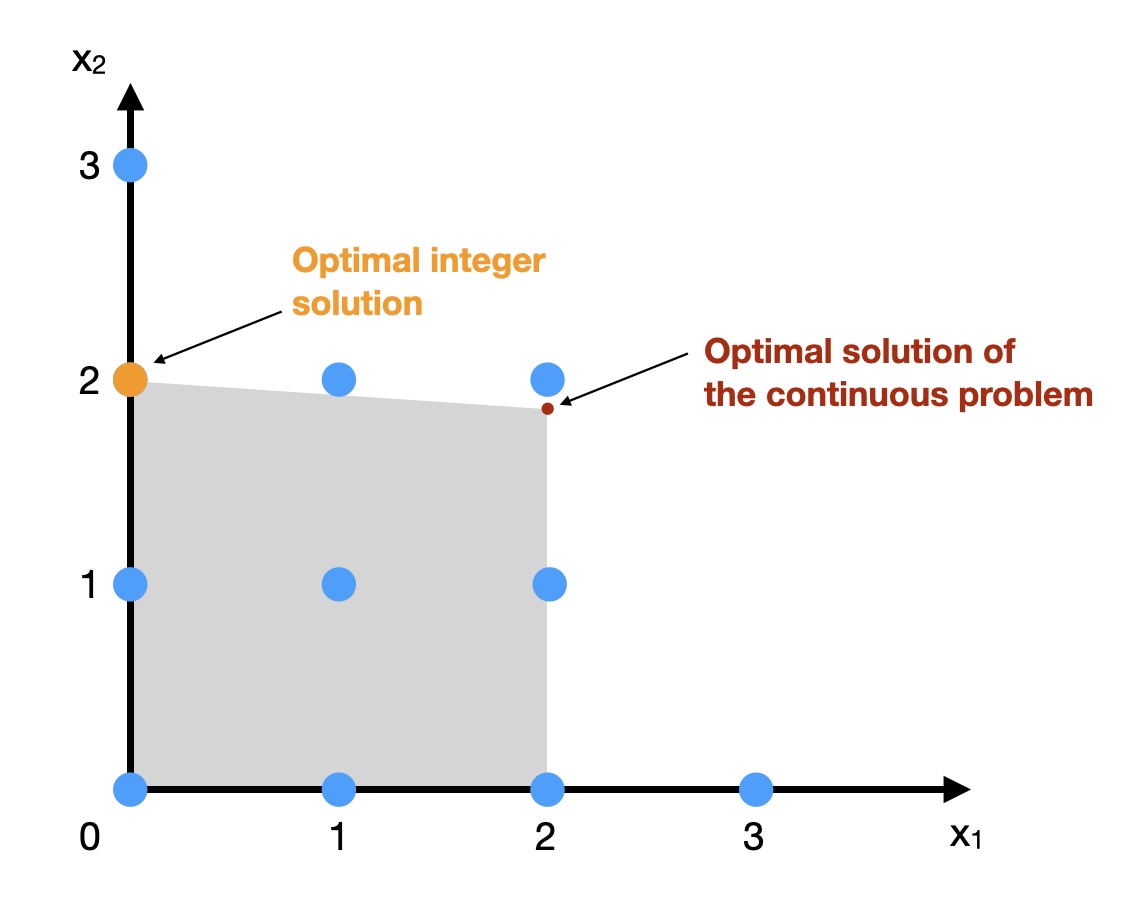 x₂
3
Optimal integer
solution
Optimal solution of
the continuous problem
2
1
0
1
2
3
x₁